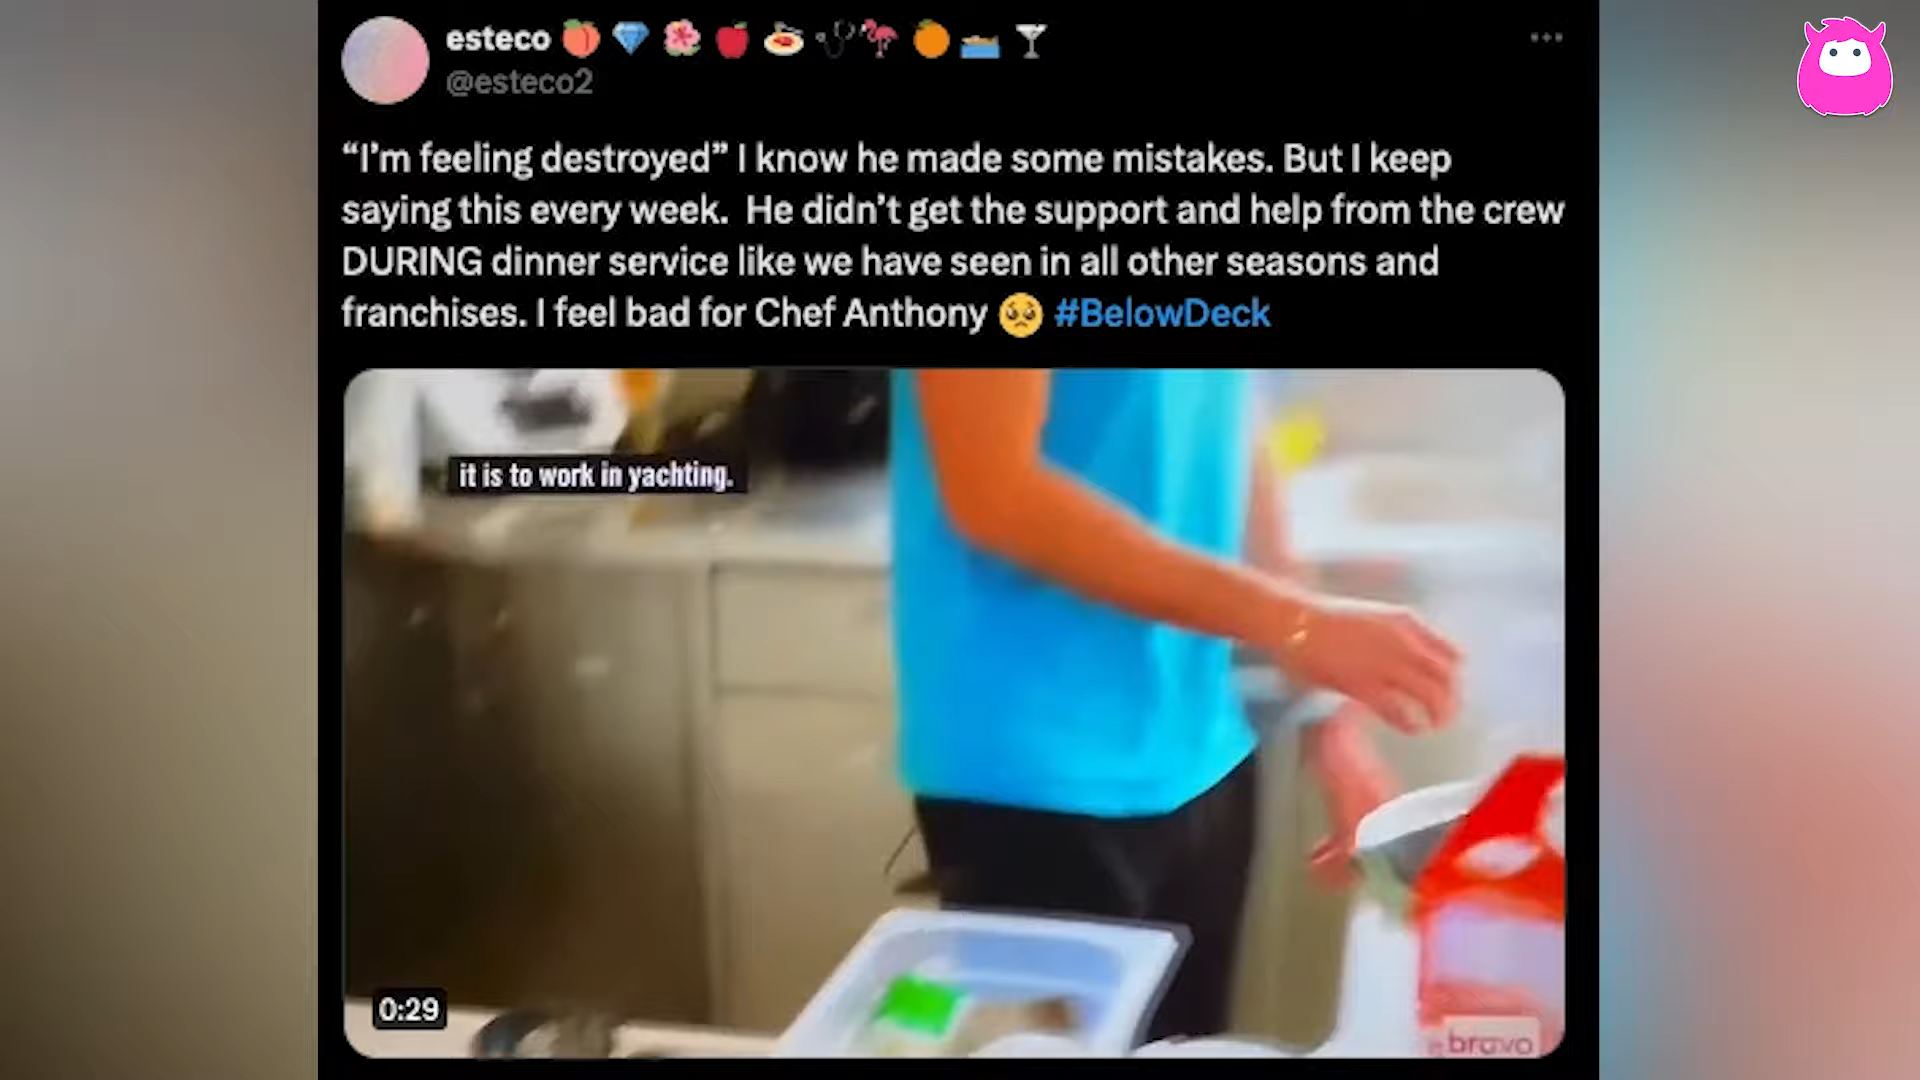 esteco 🍑 💎 🌺 🍎 🍝 🩺 🦩 🍊 🛥️ 🍸
@esteco2
“I’m feeling destroyed” I know he made some mistakes. But I keep
saying this every week.  He didn’t get the support and help from the crew
DURING dinner service like we have seen in all other seasons and
franchises. I feel bad for Chef Anthony 🥺 #BelowDeck
it is to work in yachting.
0:29
bravo